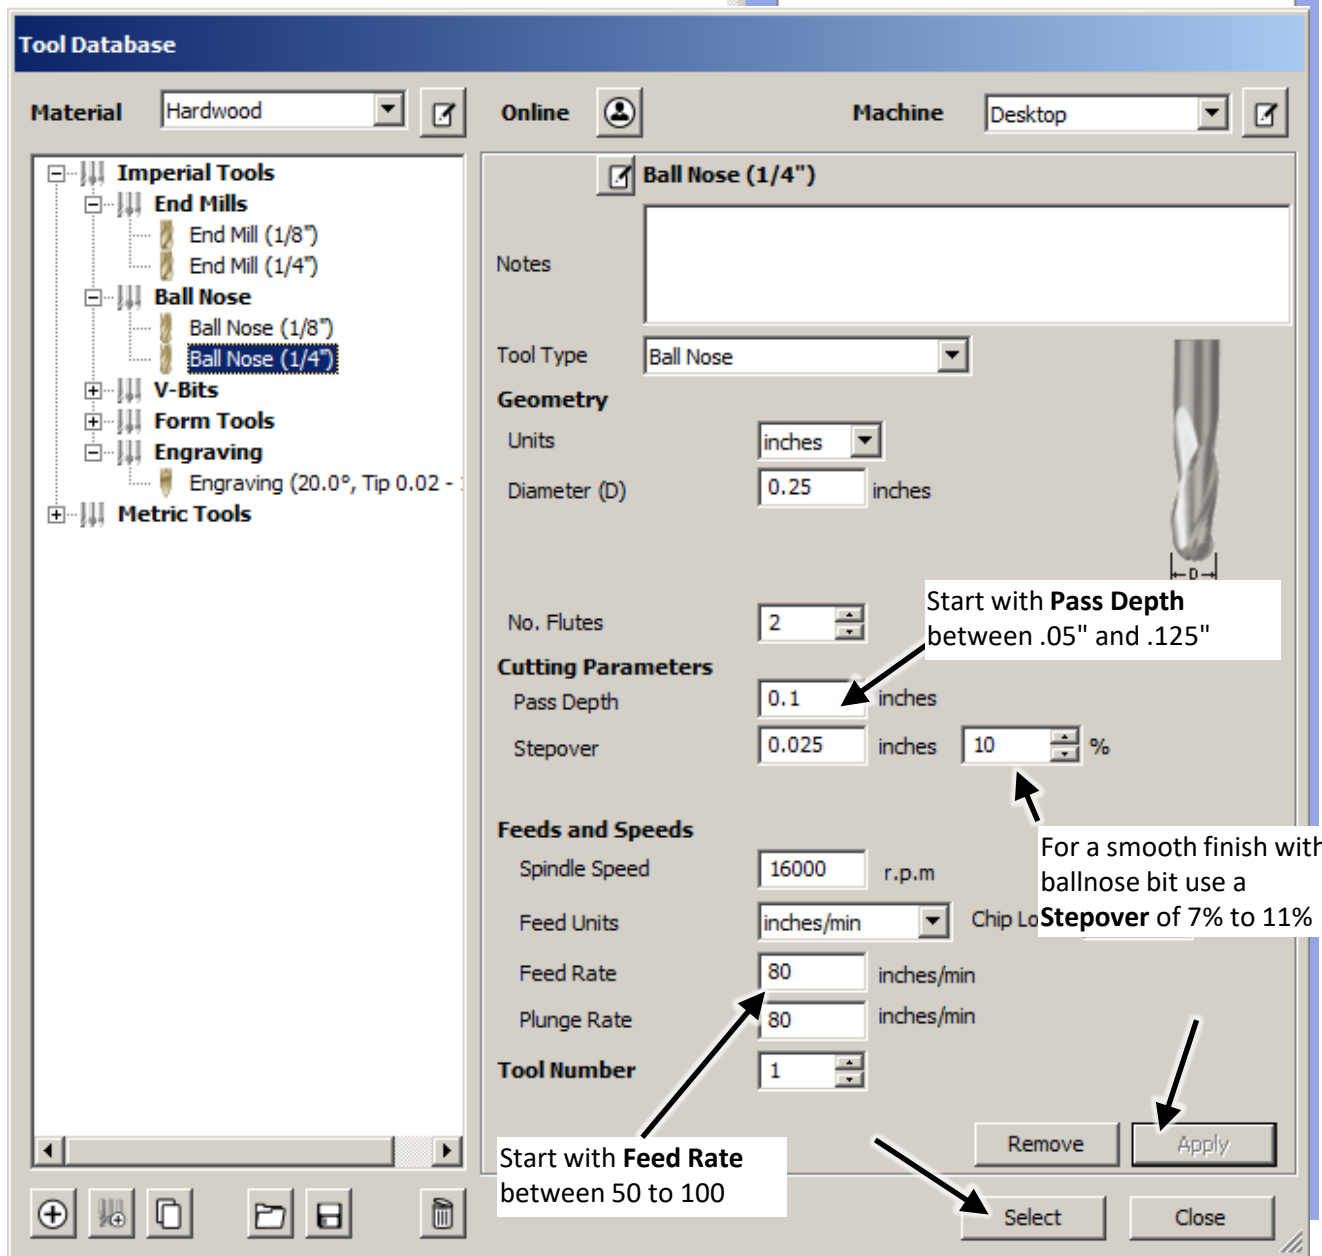 Tool Database
Material Hardwood Online Machine Desktop
Imperial Tools
End Mills
End Mill (1/8")
End Mill (1/4")
Ball Nose
Ball Nose (1/8")
Ball Nose (1/4")
V-Bits
Form Tools
Engraving
Engraving (20.0°, Tip 0.02 -
Metric Tools
Ball Nose (1/4")
Notes
Tool Type Ball Nose
Geometry
Units inches
Diameter (D) 0.25 inches
D
No. Flutes 2
Start with Pass Depth
between .05" and .125"
Cutting Parameters
Pass Depth 0.1 inches
Stepover 0.025 inches 10 %
For a smooth finish with
ballnose bit use a
Stepover of 7% to 11%
Feeds and Speeds
Spindle Speed 16000 r.p.m
Feed Units inches/min Chip Lo
Feed Rate 80 inches/min
Plunge Rate 80 inches/min
Tool Number 1
Start with Feed Rate
between 50 to 100
Remove Apply
Select Close